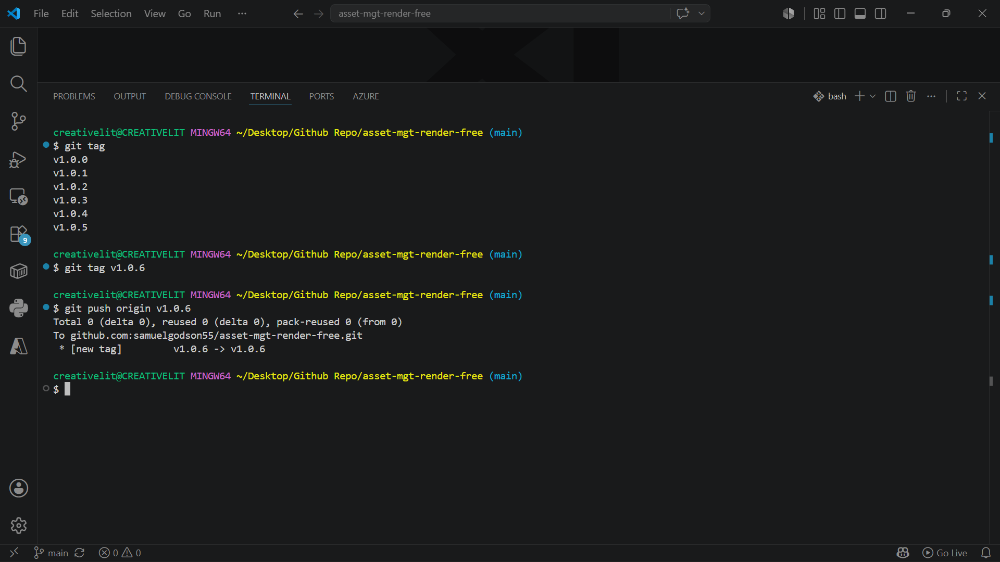 File Edit Selection View Go Run ···
asset-mgt-render-free
PROBLEMS OUTPUT DEBUG CONSOLE TERMINAL PORTS AZURE
bash
creativelit@CREATIVELIT MINGW64 ~/Desktop/Github Repo/asset-mgt-render-free (main)
$ git tag
v1.0.0
v1.0.1
v1.0.2
v1.0.3
v1.0.4
v1.0.5
creativelit@CREATIVELIT MINGW64 ~/Desktop/Github Repo/asset-mgt-render-free (main)
$ git tag v1.0.6
creativelit@CREATIVELIT MINGW64 ~/Desktop/Github Repo/asset-mgt-render-free (main)
$ git push origin v1.0.6
Total 0 (delta 0), reused 0 (delta 0), pack-reused 0 (from 0)
To github.com:samuelgodson55/asset-mgt-render-free.git
 * [new tag]         v1.0.6 -> v1.0.6
creativelit@CREATIVELIT MINGW64 ~/Desktop/Github Repo/asset-mgt-render-free (main)
$
9
main 0 0 Go Live